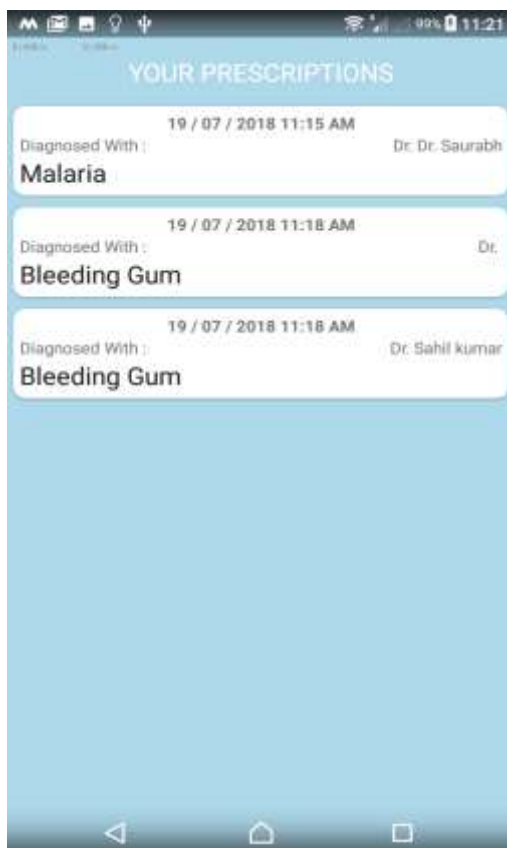 99% 11:21
YOUR PRESCRIPTIONS
19 / 07 / 2018 11:15 AM
Diagnosed With : Dr. Dr. Saurabh
Malaria
19 / 07 / 2018 11:18 AM
Diagnosed With : Dr.
Bleeding Gum
19 / 07 / 2018 11:18 AM
Diagnosed With : Dr. Sahil kumar
Bleeding Gum